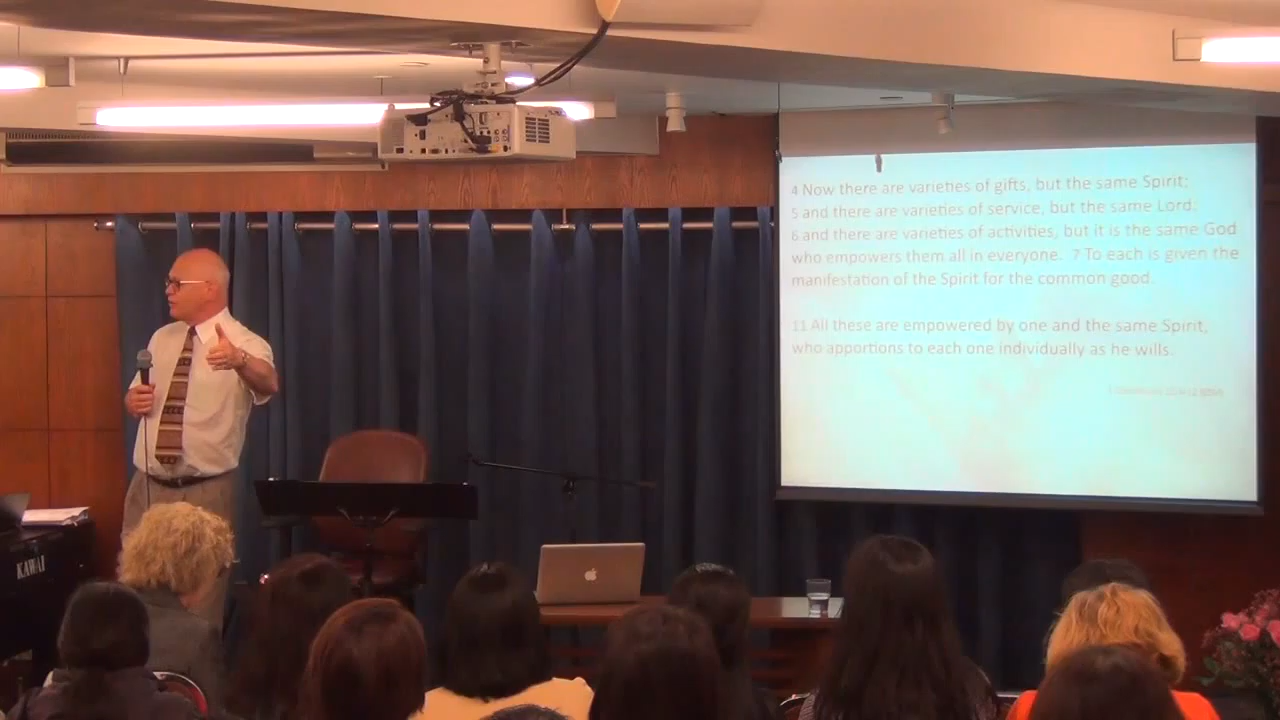 4 Now there are varieties of gifts, but the same Spirit;
5 and there are varieties of service, but the same Lord;
6 and there are varieties of activities, but it is the same God
who empowers them all in everyone. 7 To each is given the
manifestation of the Spirit for the common good.
11 All these are empowered by one and the same Spirit,
who apportions to each one individually as he wills.
KAWAI